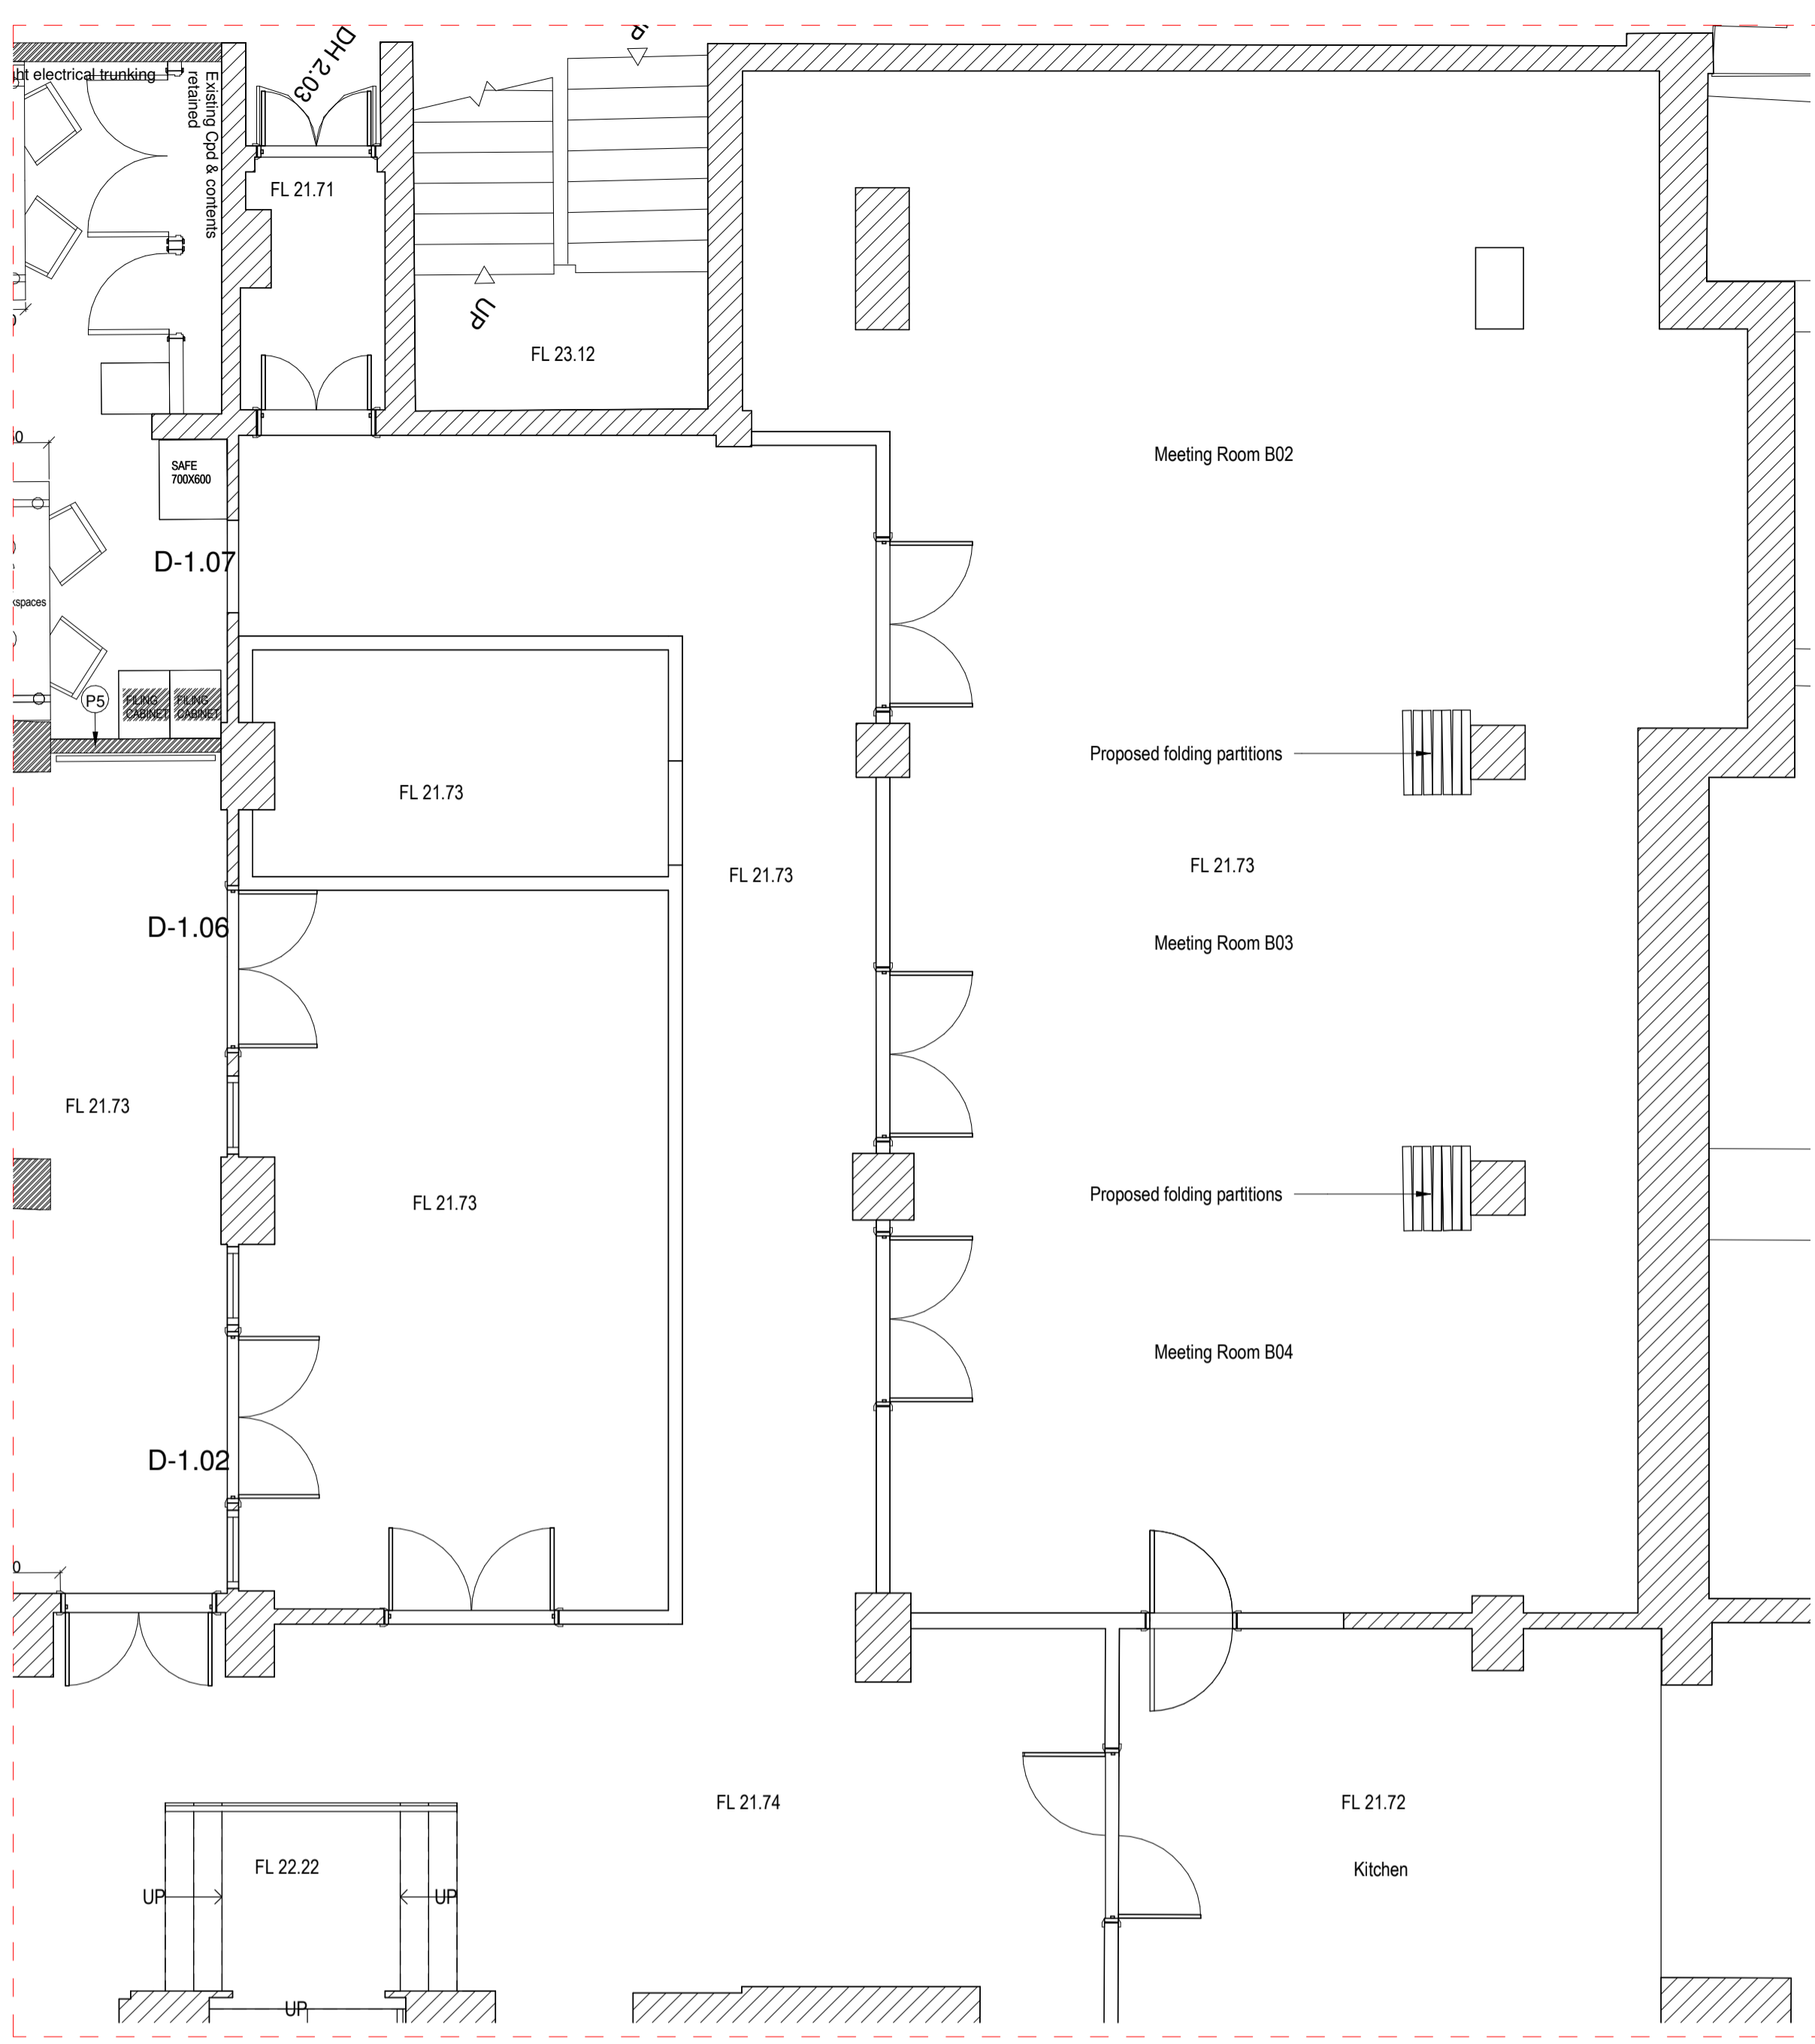 DH 2.03
ht electrical trunking
Existing Cpd & contents
retained
FL 21.71
UP
FL 23.12
SAFE
700X600
Meeting Room B02
D-1.07
kspaces
P5
FILING
CABINET
FILING
CABINET
Proposed folding partitions
FL 21.73
FL 21.73
FL 21.73
D-1.06
Meeting Room B03
FL 21.73
FL 21.73
Proposed folding partitions
Meeting Room B04
D-1.02
0
FL 21.74
FL 21.72
FL 22.22
Kitchen
UP
UP
UP